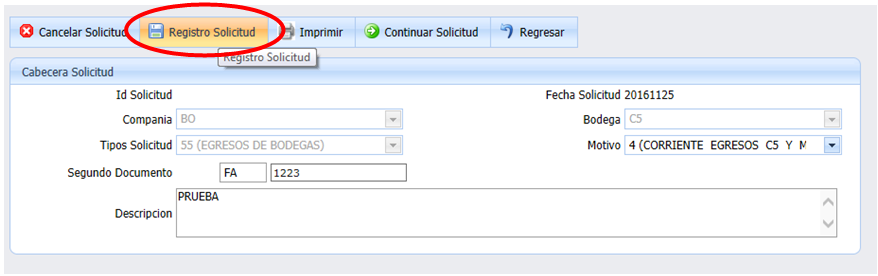 Cancelar Solicitud Registro Solicitud Imprimir Continuar Solicitud Regresar
Registro Solicitud
Cabecera Solicitud
Id Solicitud Fecha Solicitud 20161125
Compania BO Bodega C5
Tipos Solicitud 55 (EGRESOS DE BODEGAS) Motivo 4 (CORRIENTE EGRESOS C5 Y M
Segundo Documento FA 1223
PRUEBA
Descripcion